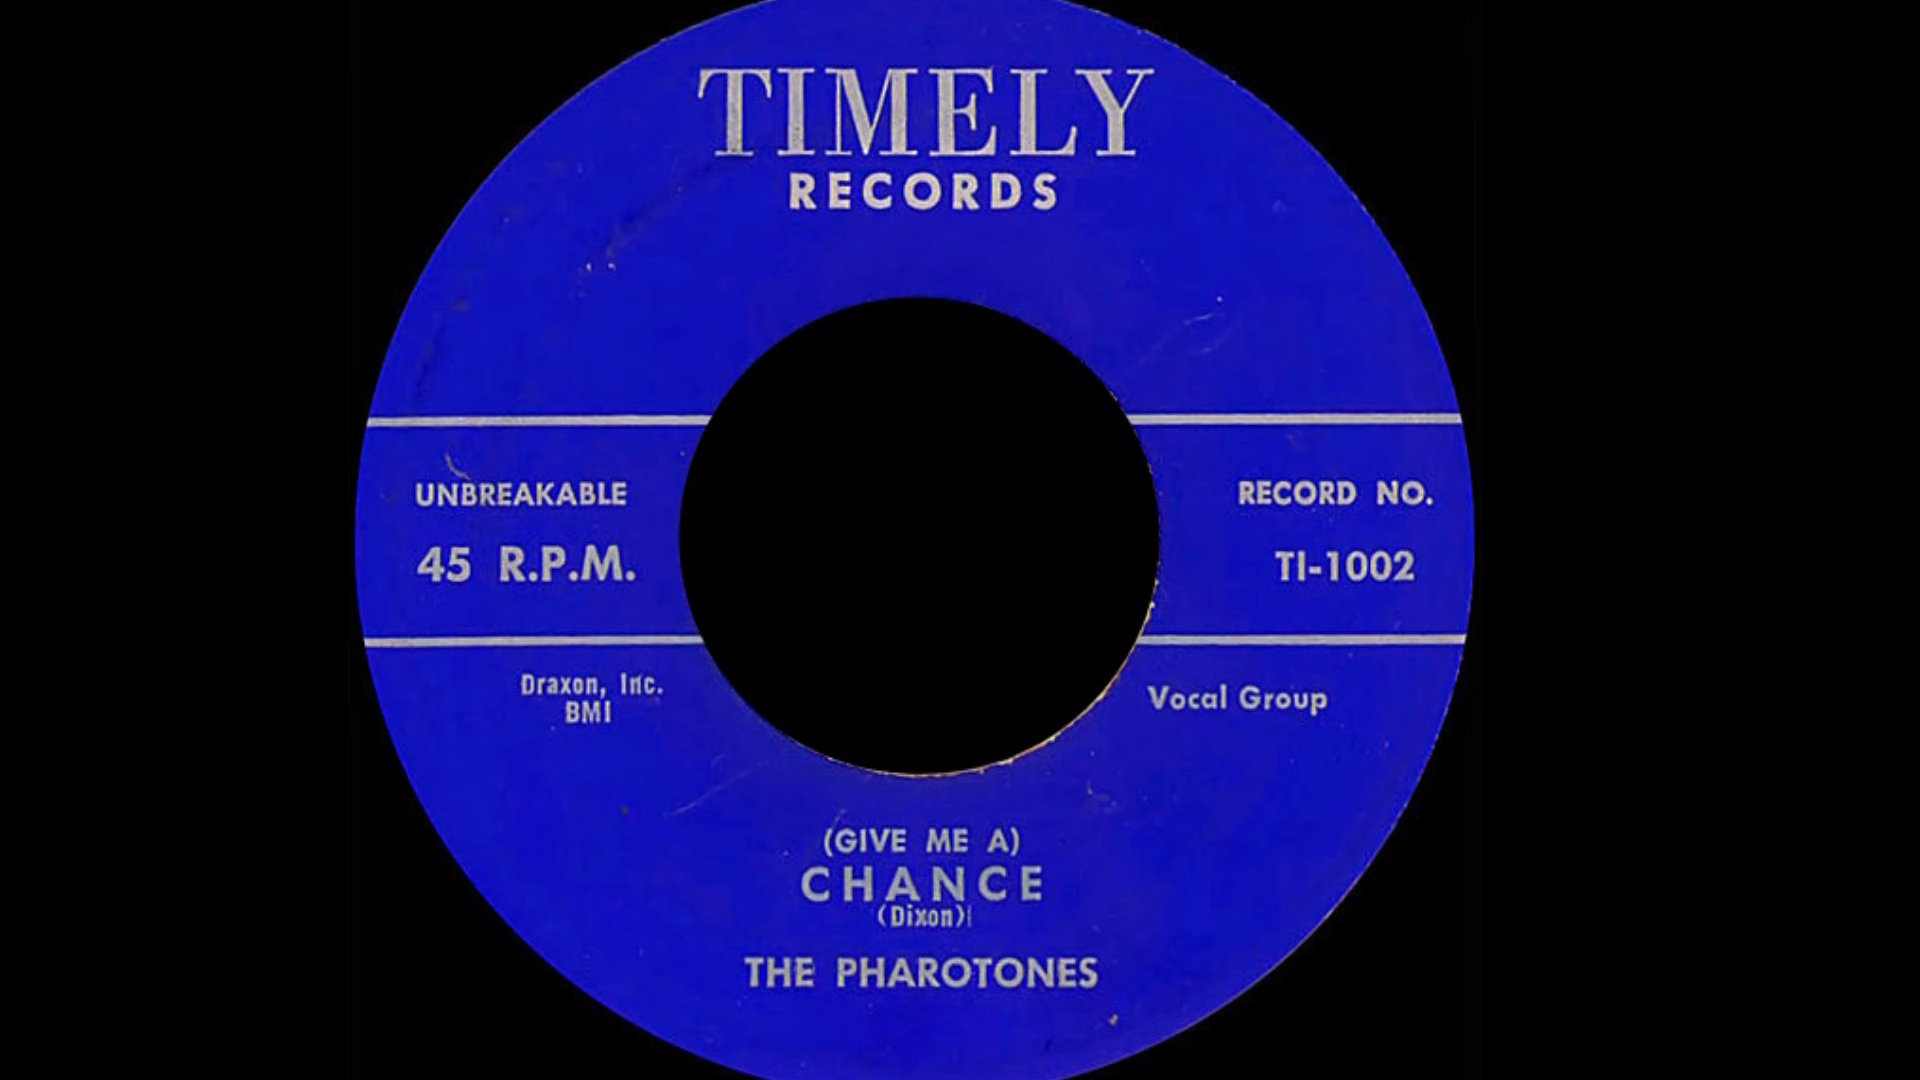 TIMELY
RECORDS
UNBREAKABLE
45 R.P.M.
RECORD NO.
TI-1002
Draxon, Inc.
BMI
Vocal Group
(GIVE ME A)
CHANCE
(Dixon)
THE PHAROTONES